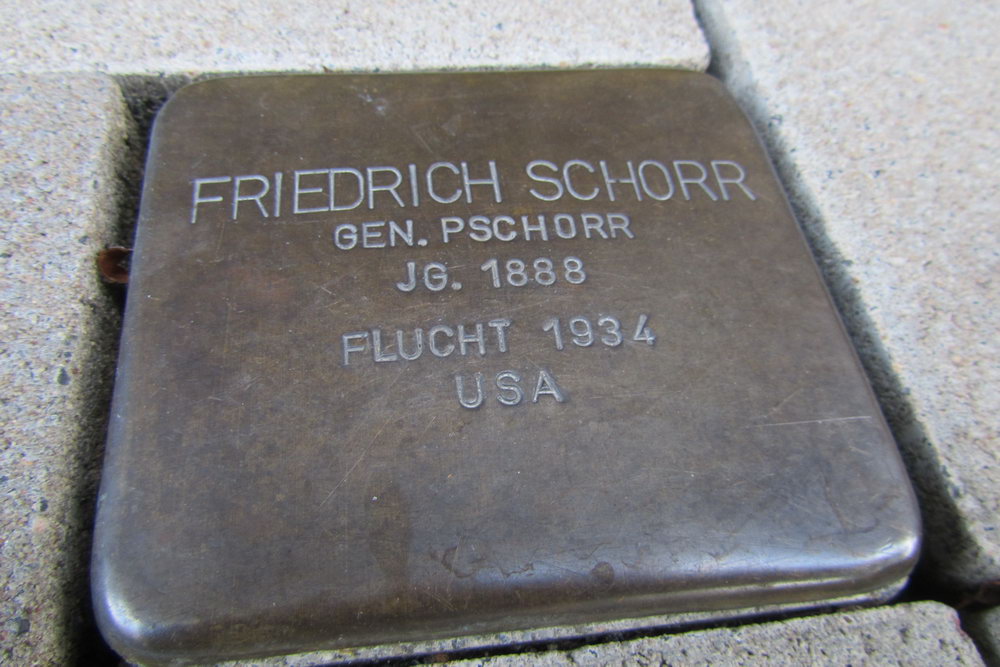 FRIEDRICH SCHORR
GEN. PSCHORR
JG. 1888
FLUCHT 1934
USA